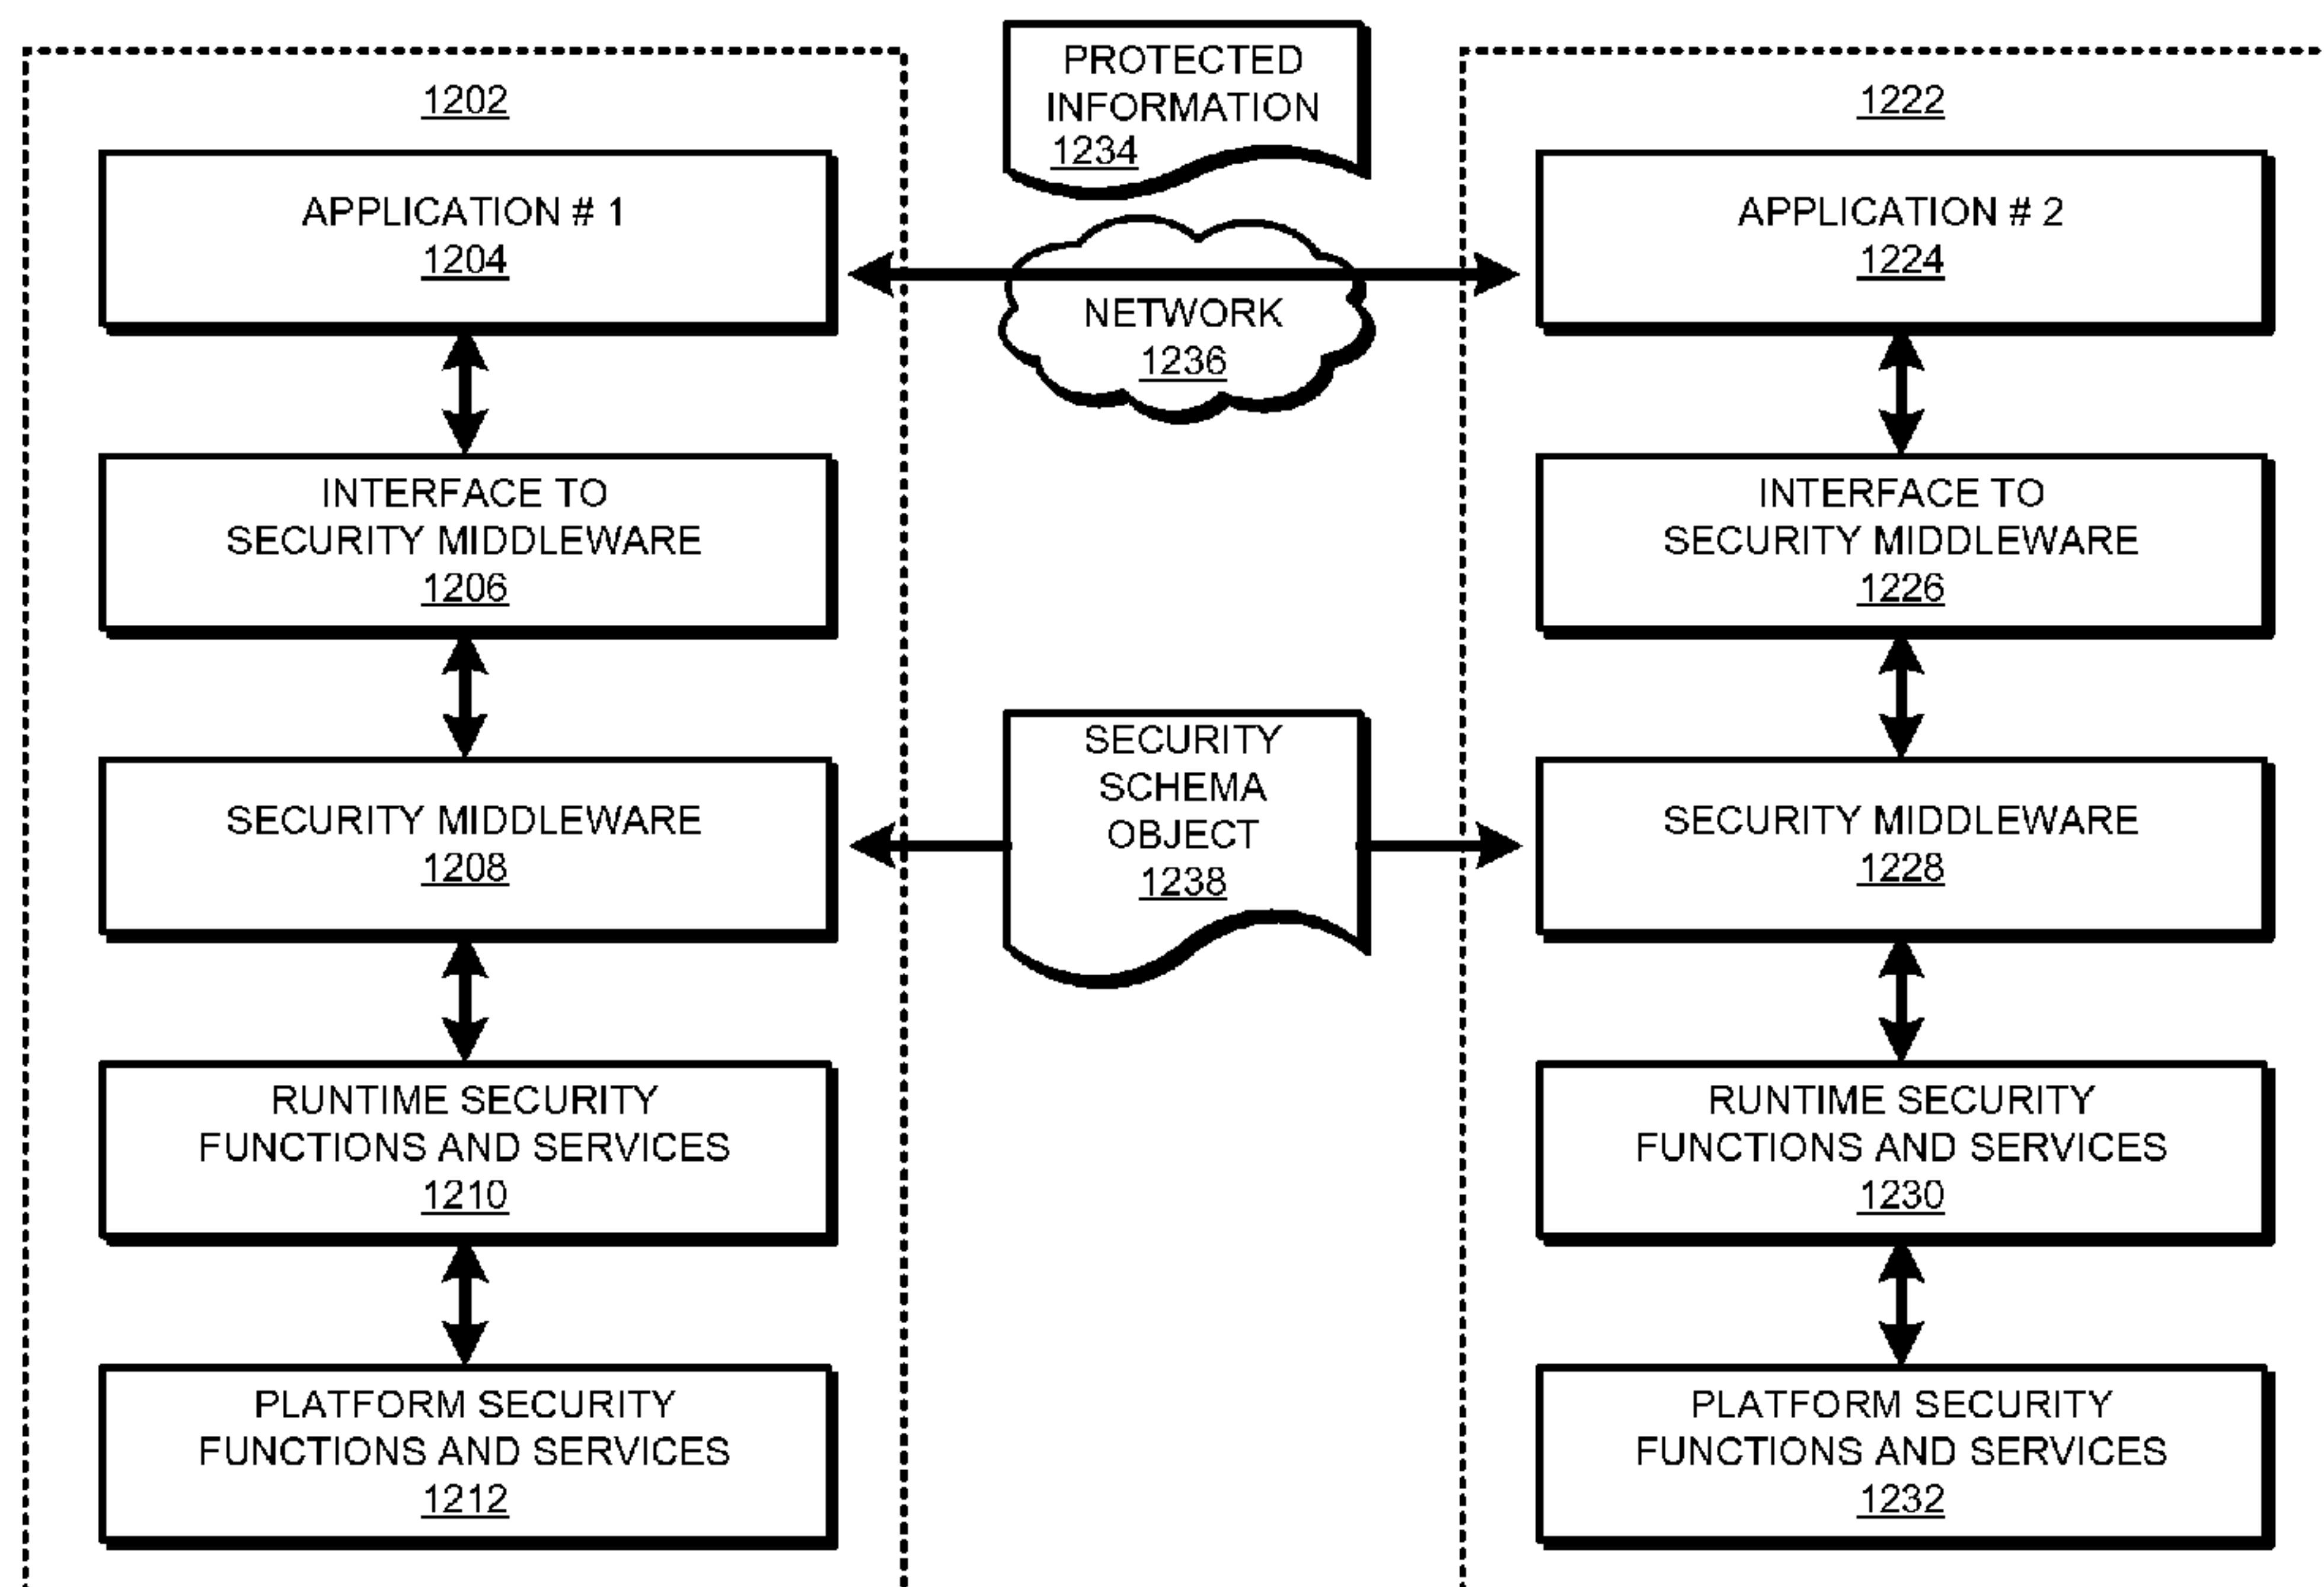 1202
APPLICATION # 1
1204
INTERFACE TO
SECURITY MIDDLEWARE
1206
SECURITY MIDDLEWARE
1208
RUNTIME SECURITY
FUNCTIONS AND SERVICES
1210
PLATFORM SECURITY
FUNCTIONS AND SERVICES
1212
PROTECTED
INFORMATION
1234
NETWORK
1236
SECURITY
SCHEMA
OBJECT
1238
1222
APPLICATION # 2
1224
INTERFACE TO
SECURITY MIDDLEWARE
1226
SECURITY MIDDLEWARE
1228
RUNTIME SECURITY
FUNCTIONS AND SERVICES
1230
PLATFORM SECURITY
FUNCTIONS AND SERVICES
1232